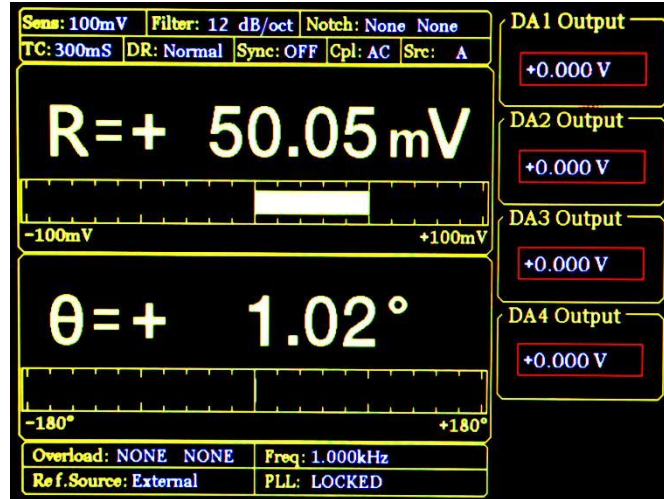 Sens: 100mV Filter: 12 dB/oct Notch: None None
TC: 300mS DR: Normal Sync: OFF Cpl: AC Src: A
R=+ 50.05 mV
-100mV +100mV
θ=+ 1.02°
-180° +180°
Overload: NONE NONE Freq: 1.000kHz
Ref.Source: External PLL: LOCKED
DA1 Output
+0.000 V
DA2 Output
+0.000 V
DA3 Output
+0.000 V
DA4 Output
+0.000 V